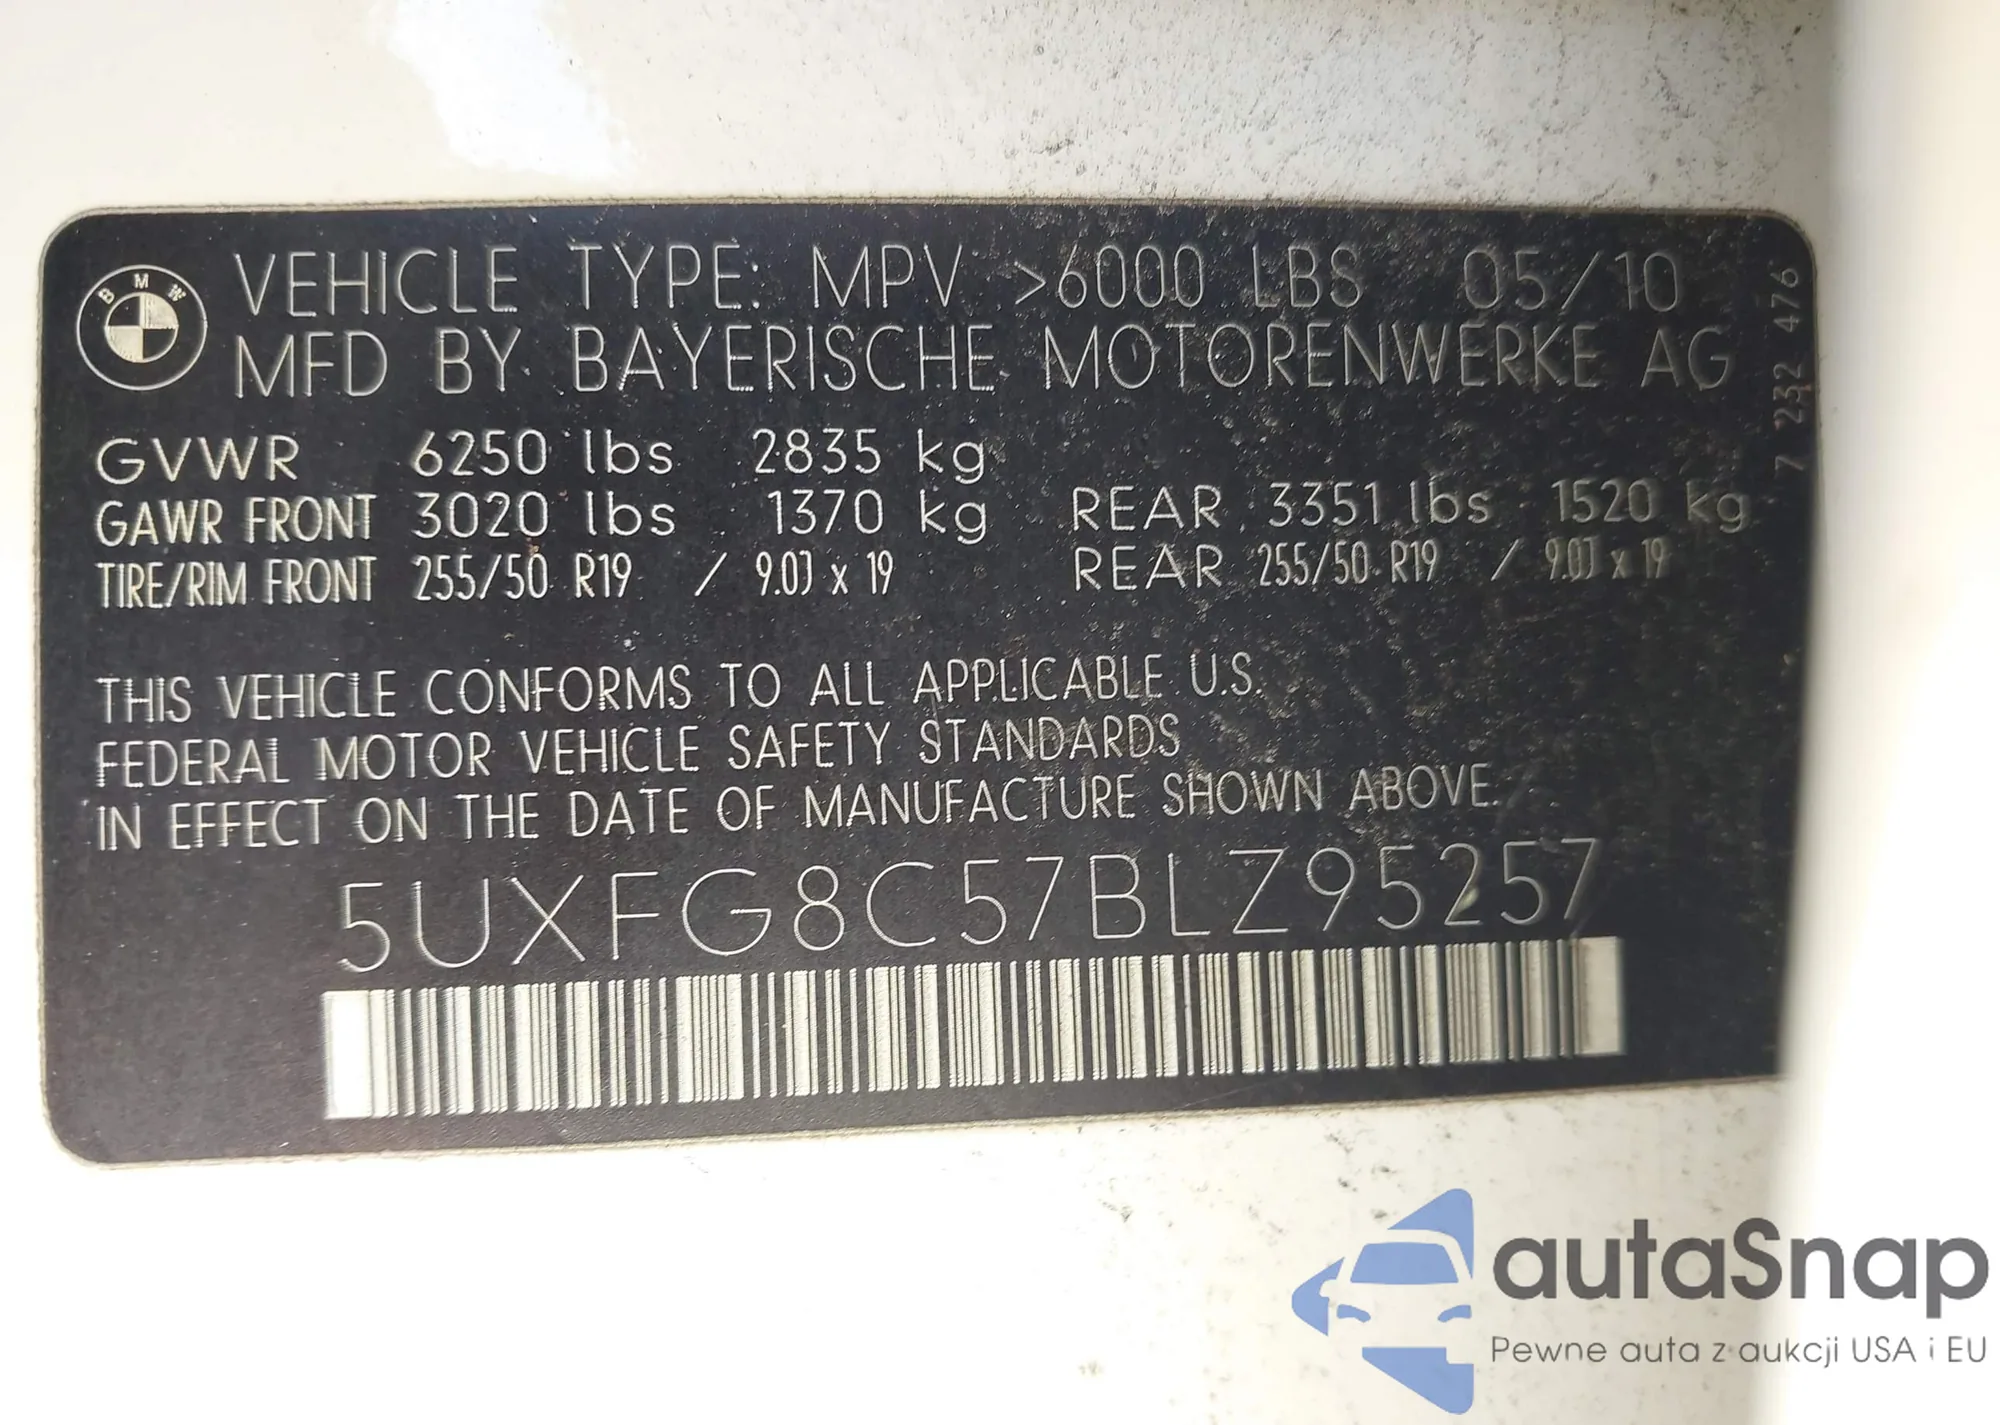 BMW
VEHICLE TYPE: MPV >6000 LBS 05/10
MFD BY BAYERISCHE MOTORENWERKE AG
GVWR 6250 lbs 2835 kg
GAWR FRONT 3020 lbs 1370 kg REAR 3351 lbs 1520 kg
TIRE/RIM FRONT 255/50 R19 / 9.0J x 19 REAR 255/50 R19 / 9.0J x 19
7 232 476
THIS VEHICLE CONFORMS TO ALL APPLICABLE U.S.
FEDERAL MOTOR VEHICLE SAFETY STANDARDS
IN EFFECT ON THE DATE OF MANUFACTURE SHOWN ABOVE.
5UXFG8C57BLZ95257
autaSnap
Pewne auta z aukcji USA i EU